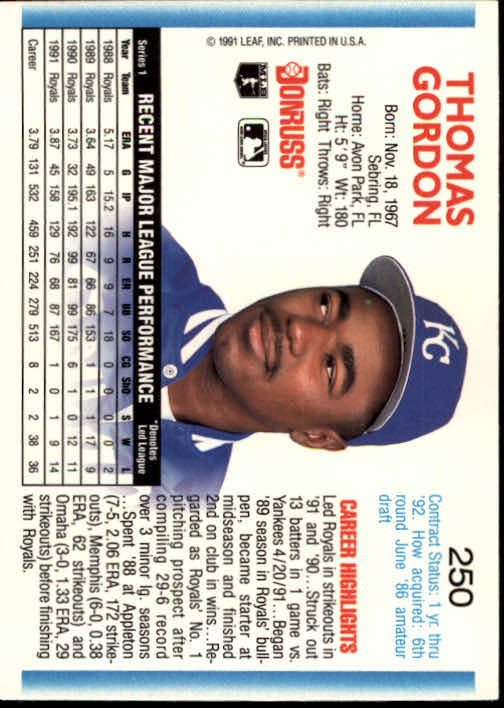 THOMAS
GORDON
Born: Nov. 18, 1967
Sebring, FL
Home: Avon Park, FL
Ht: 5' 9" Wt: 180
Bats: Right Throws: Right
DONRUSS®
MLB
© 1991 LEAF, INC. PRINTED IN U.S.A.
KC
250
Contract Status: 1 yr. thru
'92. How acquired: 6th
round June '86 amateur
draft
CAREER HIGHLIGHTS
Led Royals in strikeouts in
'91 and '90...Struck out
13 batters in 1 game vs.
Yankees 4/20/91...Began
'89 season in Royals' bull-
pen, became starter at
midseason and finished
2nd on club in wins...Re-
garded as Royals' No. 1
pitching prospect after
compiling 29-6 record
over 3 minor lg. seasons
...Spent '88 at Appleton
(7-5, 2.06 ERA, 172 strike-
outs), Memphis (6-0, 0.38
ERA, 62 strikeouts) and
Omaha (3-0, 1.33 ERA, 29
strikeouts) before finishing
with Royals.
Series 1 RECENT MAJOR LEAGUE PERFORMANCE *Denotes
Led League
Year Team ERA G IP H R ER BB SO CG ShO S W L
1988 Royals 5.17 5 15.2 16 9 9 7 18 0 0 0 0 2
1989 Royals 3.64 49 163 122 67 66 86 153 1 1 1 17 9
1990 Royals 3.73 32 195.1 192 99 81 99 175 6 1 0 12 11
1991 Royals 3.87 45 158 129 76 68 87 167 1 0 1 9 14
Career 3.79 131 532 459 251 224 279 513 8 2 2 38 36